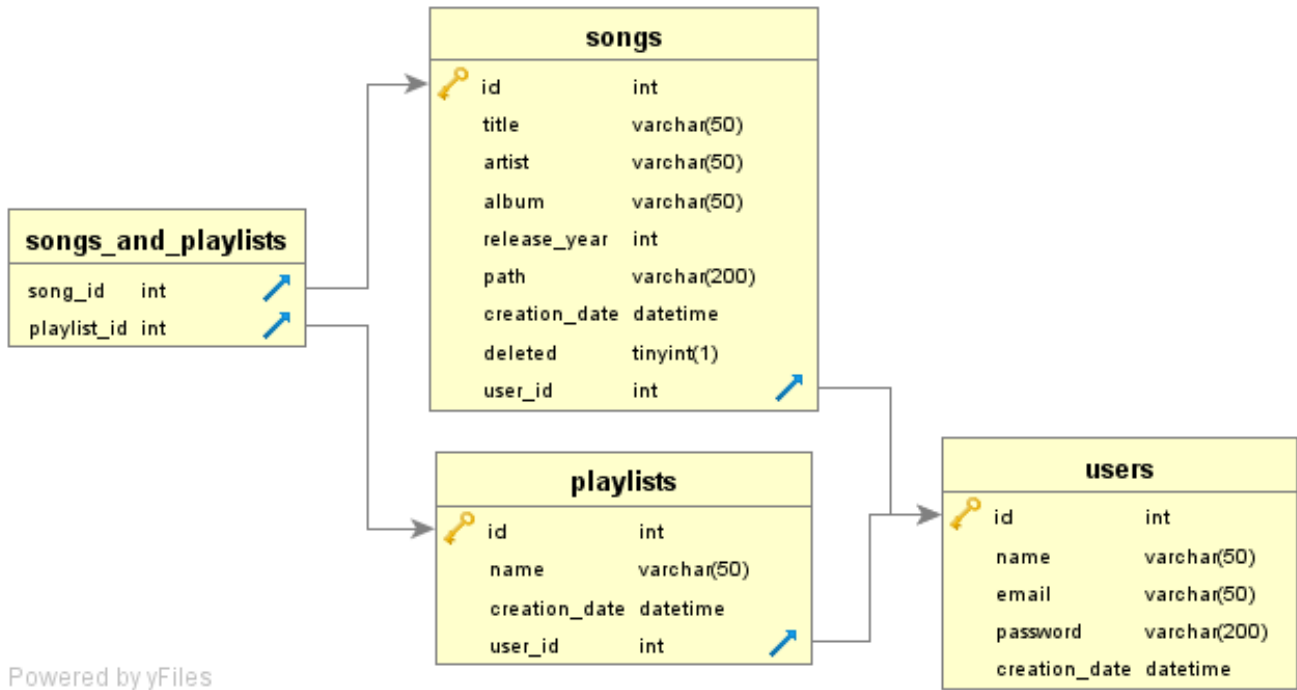 songs
id int
title varchar(50)
artist varchar(50)
album varchar(50)
release_year int
path varchar(200)
creation_date datetime
deleted tinyint(1)
user_id int
songs_and_playlists
song_id int
playlist_id int
playlists
id int
name varchar(50)
creation_date datetime
user_id int
users
id int
name varchar(50)
email varchar(50)
password varchar(200)
creation_date datetime
Powered by yFiles